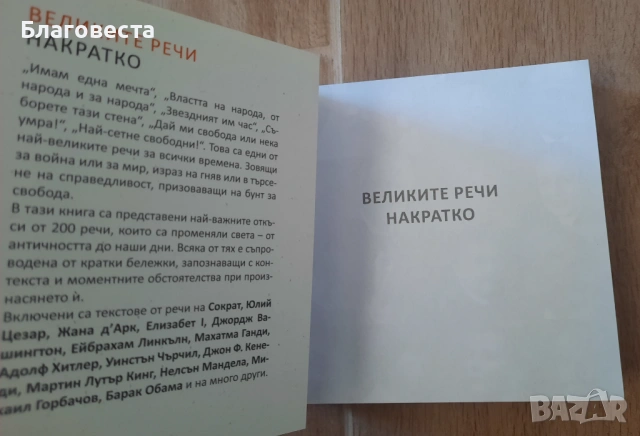 Благовеста
ВЕЛИКИТЕ РЕЧИ
НАКРАТКО
„Имам една мечта“, „Властта на народа, от
народа и за народа“, „Звездният им час“, „Съ-
борете тази стена“, „Дай ми свобода или нека
умра!“, „Най-сетне свободни!“. Това са едни от
най-великите речи за всички времена. Зовящи
за война или за мир, израз на гняв или в търсе-
не на справедливост, призоваващи на бунт за
свобода.
В тази книга са представени най-важните откъ-
си от 200 речи, които са променяли света – от
античността до наши дни. Всяка от тях е съпро-
водена от кратки бележки, запознаващи с кон-
текста и моментните обстоятелства при произ-
насянето ѝ.
Включени са текстове от речи на Сократ, Юлий
Цезар, Жана д’Арк, Елизабет I, Джордж Ва-
шингтон, Ейбрахам Линкълн, Махатма Ганди,
Адолф Хитлер, Уинстън Чърчил, Джон Ф. Кене-
ди, Мартин Лутър Кинг, Нелсън Мандела, Ми-
хаил Горбачов, Барак Обама и на много други.
ВЕЛИКИТЕ РЕЧИ
НАКРАТКО
BAZAR